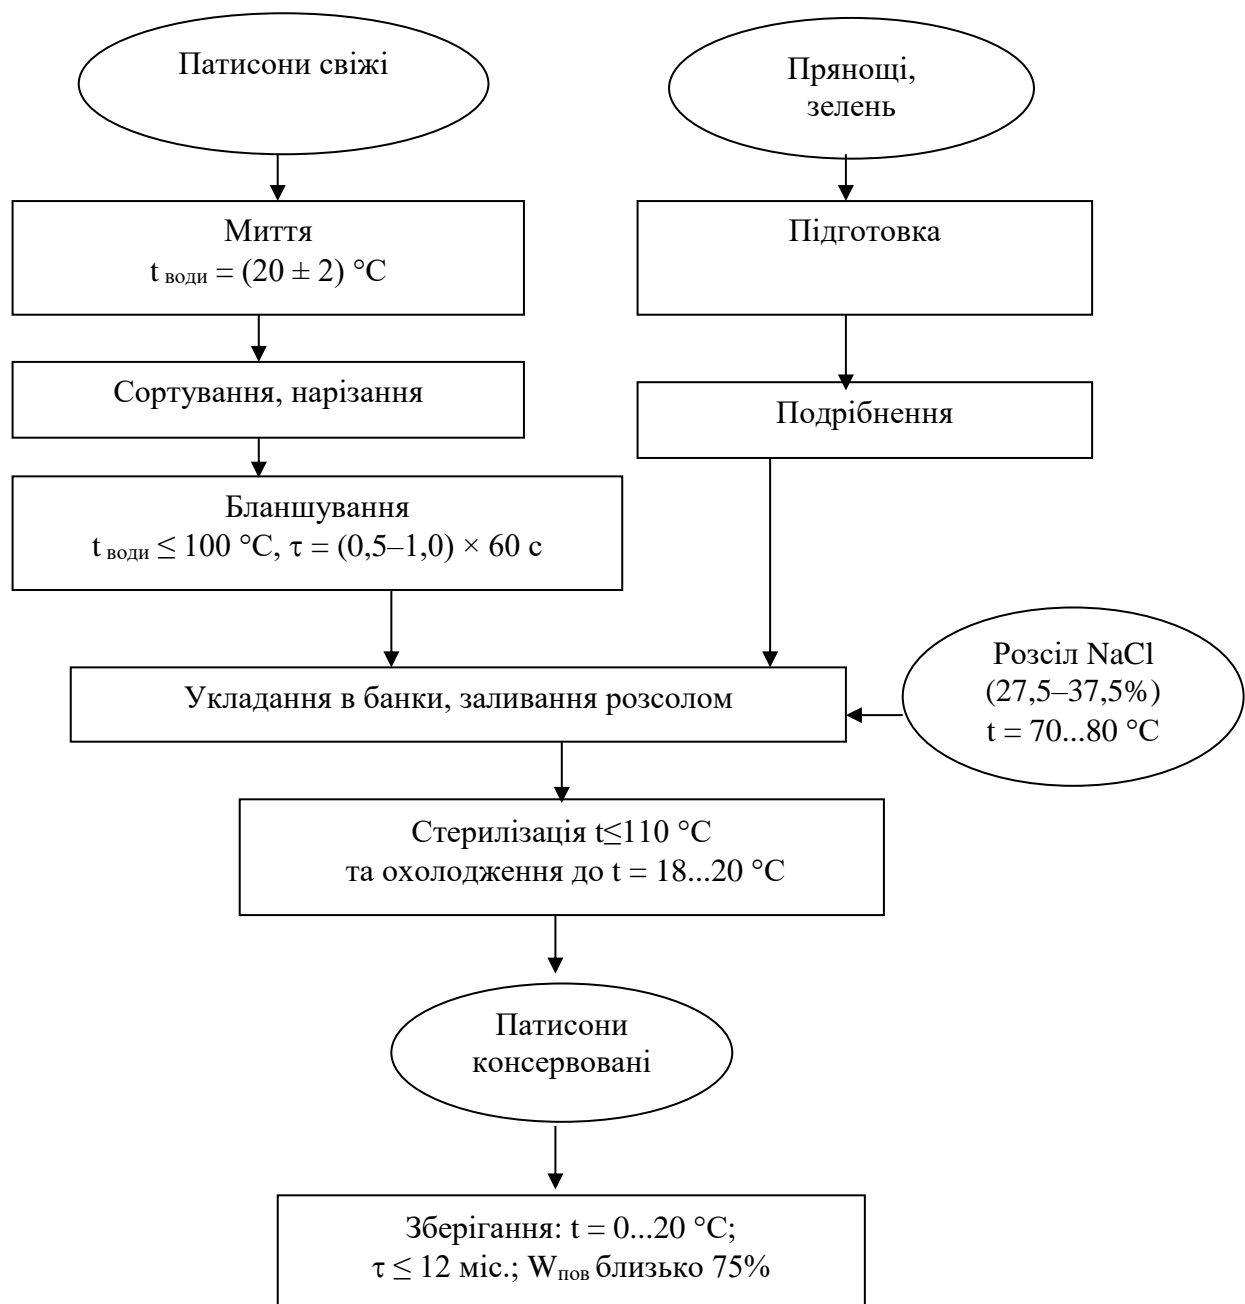 Патисони свіжі
Прянощі,
зелень
Миття
t води = (20 ± 2) °С
Підготовка
Сортування, нарізання
Подрібнення
Бланшування
t води ≤ 100 °С, τ = (0,5–1,0) × 60 с
Розсіл NaCl
(27,5–37,5%)
t = 70...80 °С
Укладання в банки, заливання розсолом
Стерилізація t≤110 °С
та охолодження до t = 18...20 °С
Патисони
консервовані
Зберігання: t = 0...20 °С;
τ ≤ 12 міс.; Wпов близько 75%